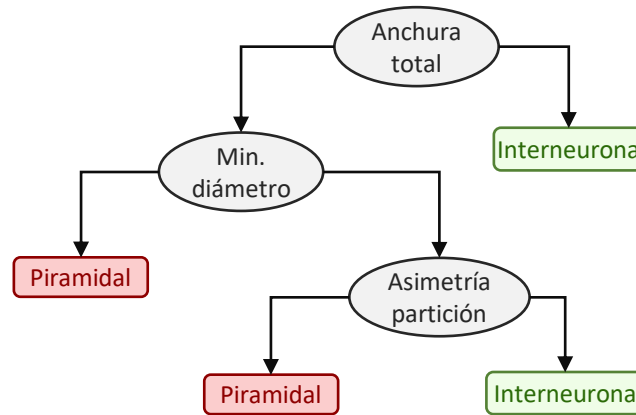 Anchura
total
Interneurona
Min.
diámetro
Piramidal
Asimetría
partición
Piramidal
Interneurona